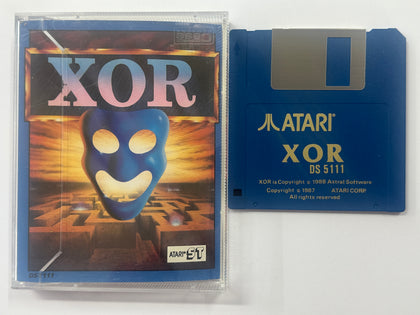 XOR
ATARI ST
DS 5111
ATARI
XOR
DS 5111
XOR is Copyright © 1988 Astral Software
Copyright © 1987 ATARI CORP
All rights reserved